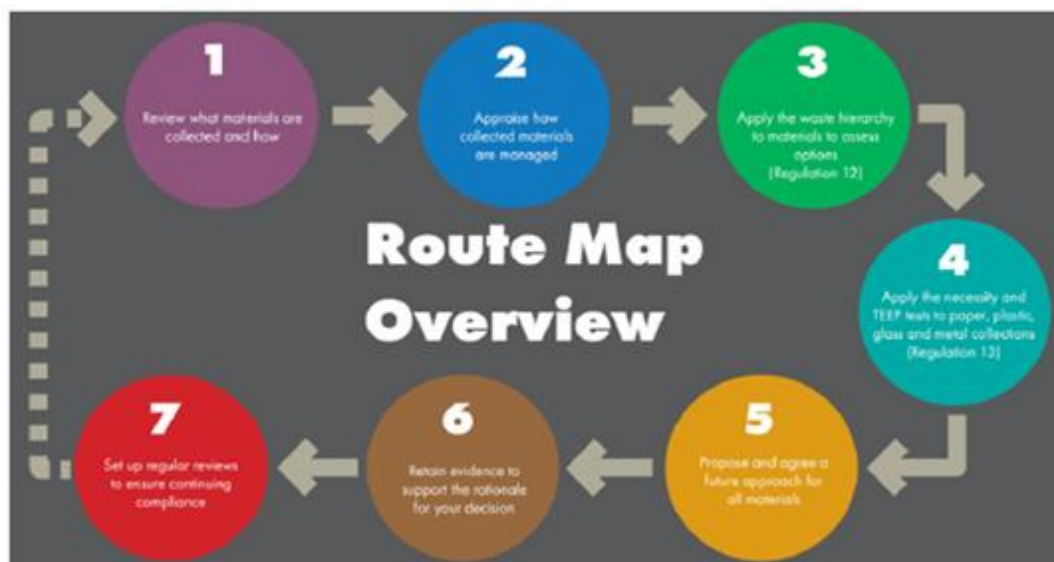 1
Review what materials are
collected and how
2
Appraise how
collected materials
are managed
3
Apply the waste hierarchy
to materials to assess
options
(Regulation 12)
Route Map
Overview
4
Apply the necessity and
TEEP tests to paper, plastic,
glass and metal collections
(Regulation 13)
5
Propose and agree a
future approach for
all materials
6
Retain evidence to
support the rationale
for your decision
7
Set up regular reviews
to ensure continuing
compliance